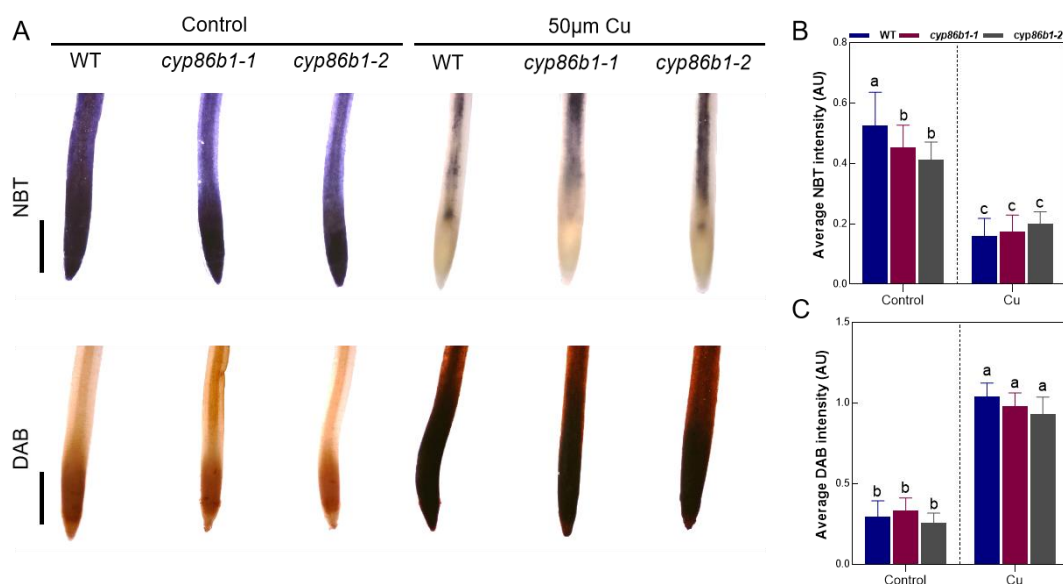 A
Control
50µm Cu
WT
cyp86b1-1
cyp86b1-2
WT
cyp86b1-1
cyp86b1-2
NBT
DAB
B
WT
cyp86b1-1
cyp86b1-2
Average NBT intensity (AU)
0.8
0.6
0.4
0.2
0.0
a
b
b
c
c
c
Control
Cu
C
Average DAB intensity (AU)
1.5
1.0
0.5
0.0
b
b
b
a
a
a
Control
Cu